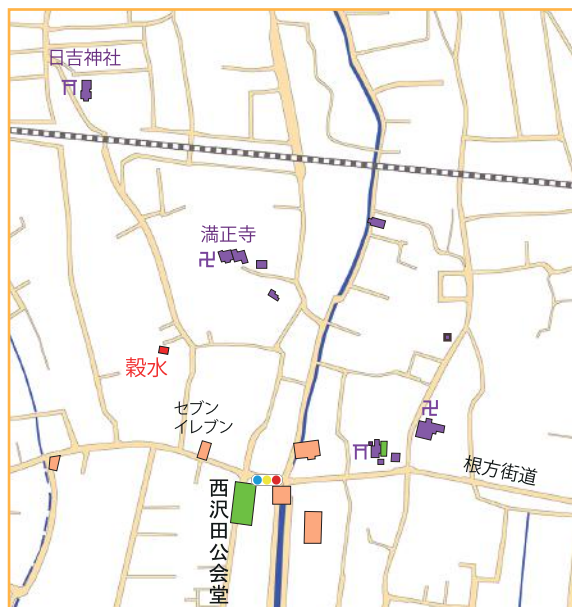 日吉神社
満正寺
穀水
セブン
イレブン
根方街道
西沢田公会堂